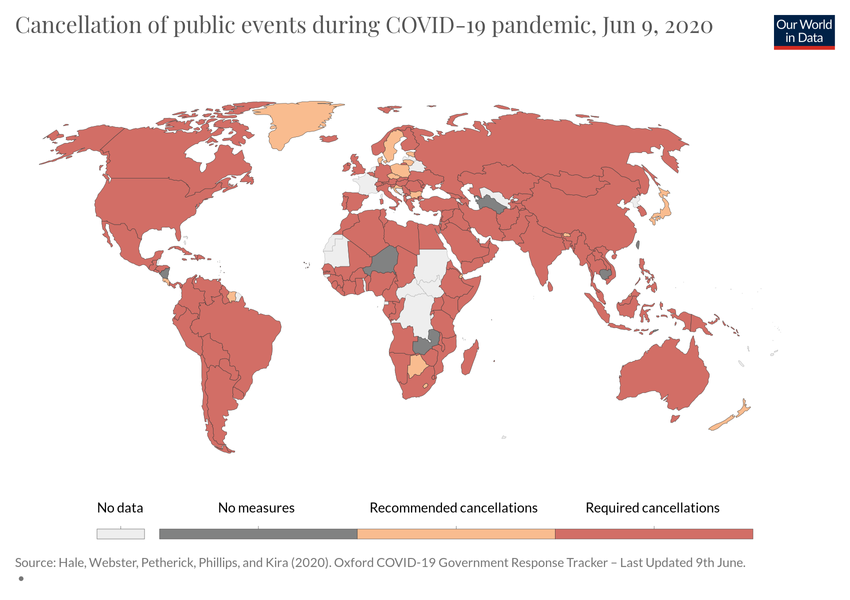 Cancellation of public events during COVID-19 pandemic, Jun 9, 2020
Our World
in Data
No data
No measures
Recommended cancellations
Required cancellations
Source: Hale, Webster, Petherick, Phillips, and Kira (2020). Oxford COVID-19 Government Response Tracker – Last Updated 9th June.